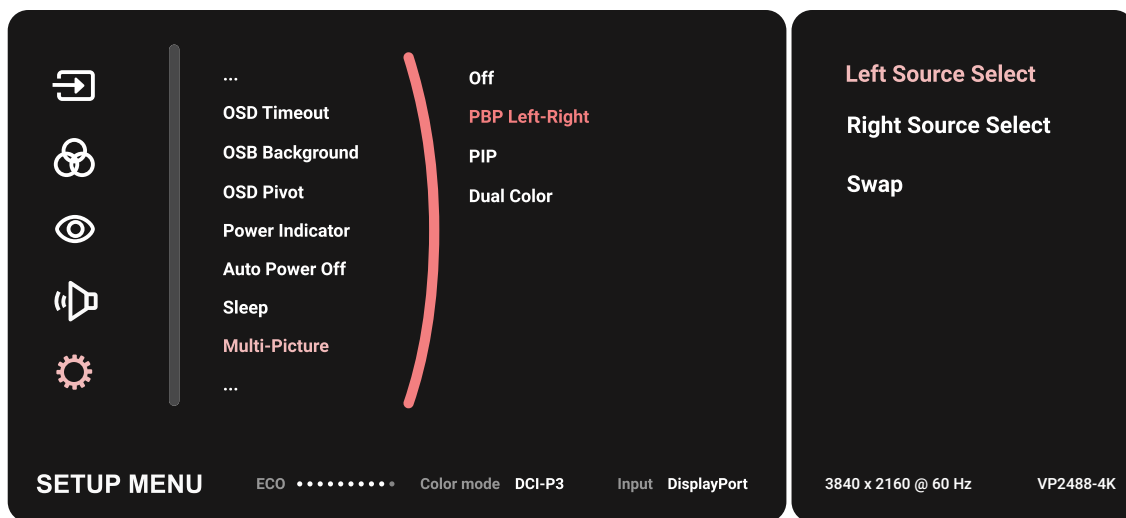 ...
OSD Timeout
OSB Background
OSD Pivot
Power Indicator
Auto Power Off
Sleep
Multi-Picture
...
Off
PBP Left-Right
PIP
Dual Color
Left Source Select
Right Source Select
Swap
SETUP MENU
ECO
Color mode DCI-P3
Input DisplayPort
3840 x 2160 @ 60 Hz
VP2488-4K